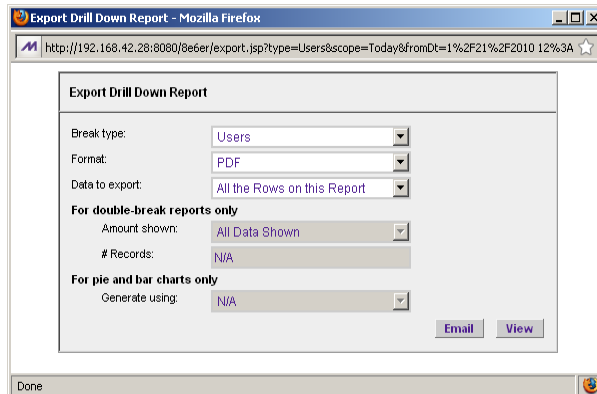 Export Drill Down Report - Mozilla Firefox
http://192.168.42.28:8080/8e6er/export.jsp?type=Users&scope=Today&fromDt=1%2F21%2F2010 12%3A
Export Drill Down Report
Break type: Users
Format: PDF
Data to export: All the Rows on this Report
For double-break reports only
Amount shown: All Data Shown
# Records: N/A
For pie and bar charts only
Generate using: N/A
Email View
Done